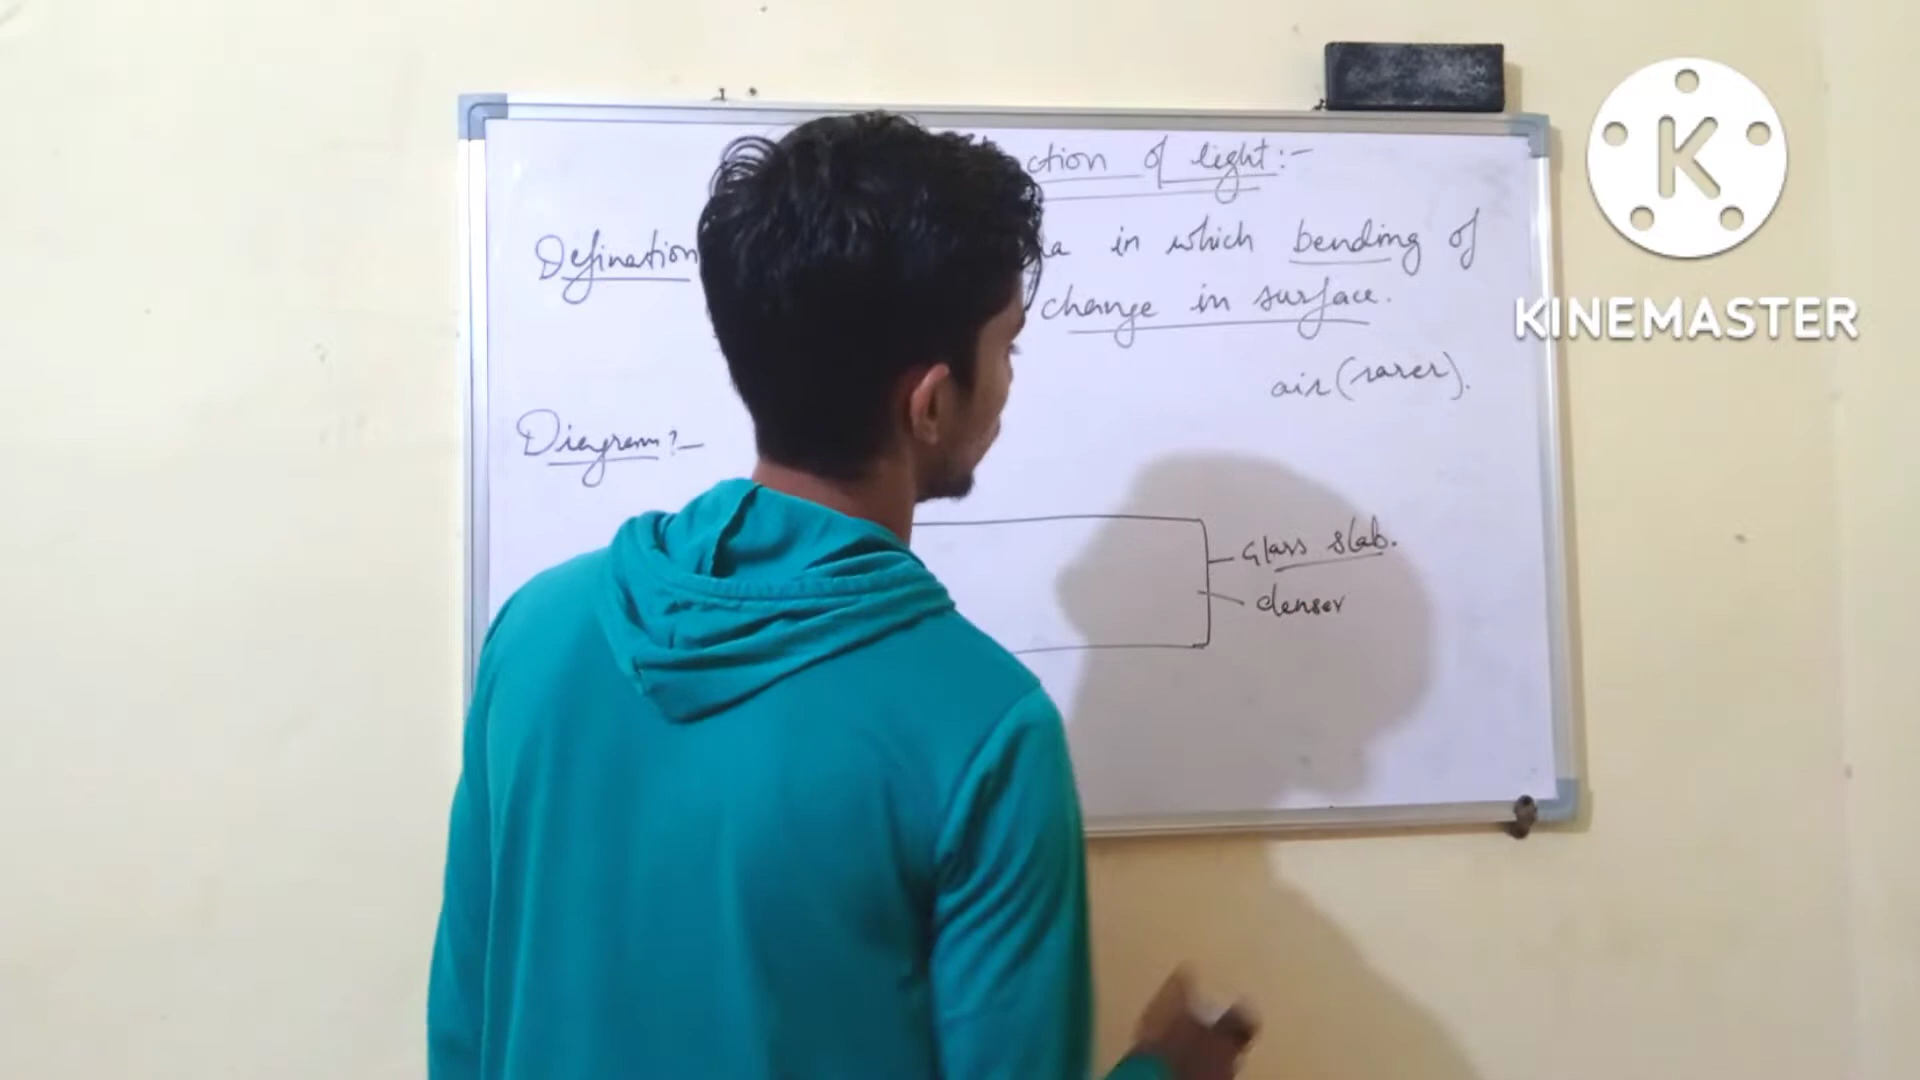 ction of light:-
Defination
a in which bending of
change in surface.
air (rarer).
Diagram:-
Glass slab.
denser
K
KINEMASTER